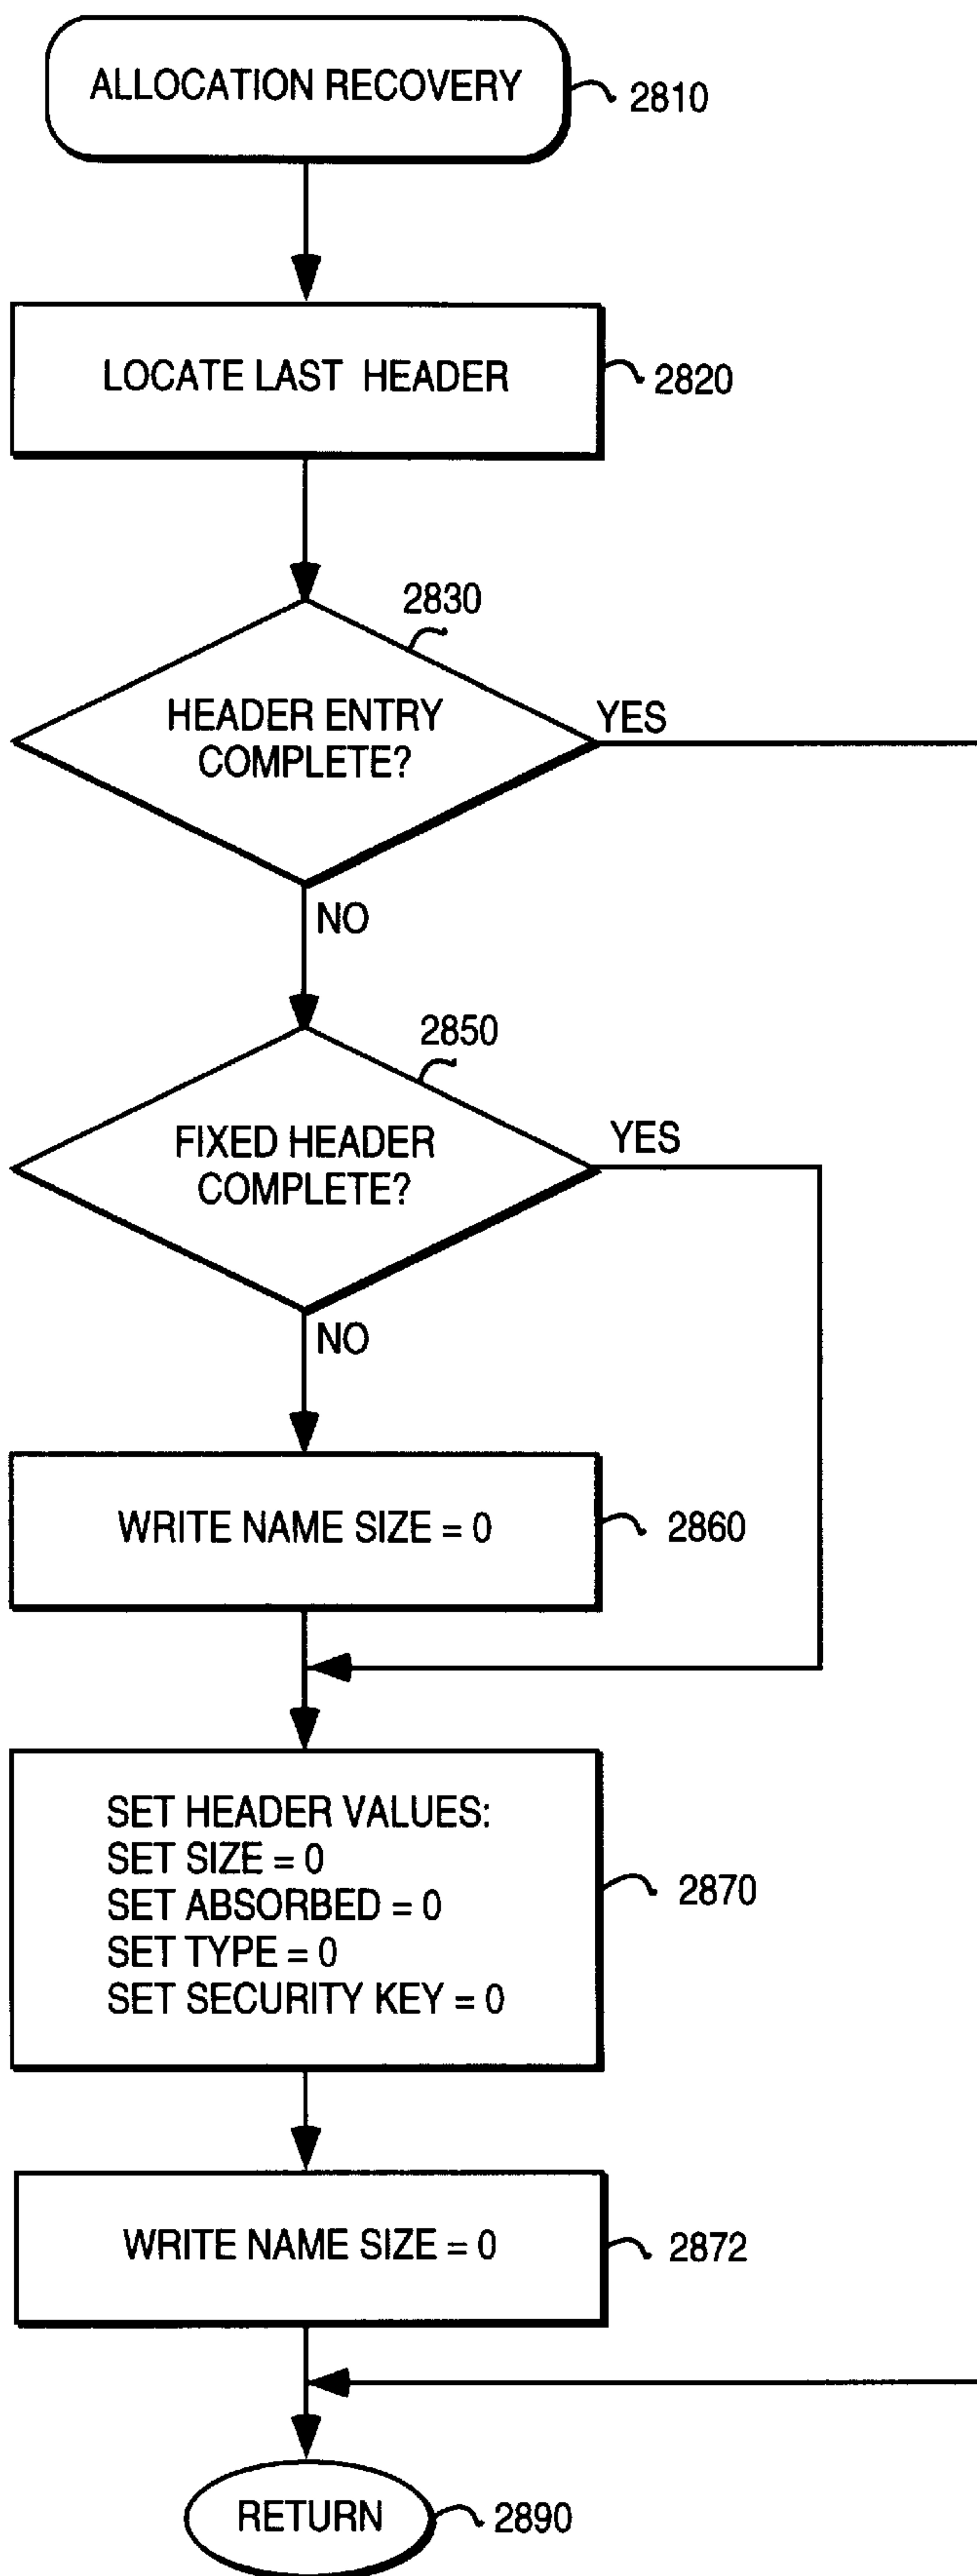 ALLOCATION RECOVERY
2810
LOCATE LAST HEADER
2820
2830
HEADER ENTRY
COMPLETE?
YES
NO
2850
FIXED HEADER
COMPLETE?
YES
NO
WRITE NAME SIZE = 0
2860
SET HEADER VALUES:
SET SIZE = 0
SET ABSORBED = 0
SET TYPE = 0
SET SECURITY KEY = 0
2870
WRITE NAME SIZE = 0
2872
RETURN
2890